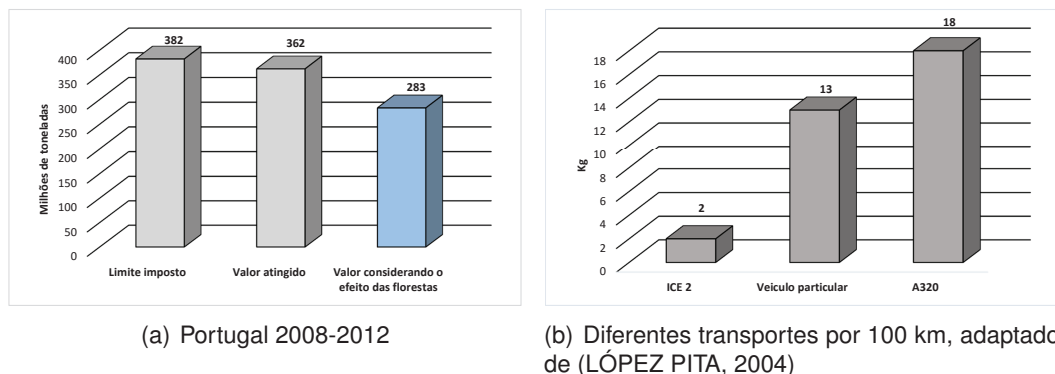 382
362
283
400
350
300
250
200
150
100
50
0
Milhões de toneladas
Limite imposto
Valor atingido
Valor considerando o
efeito das florestas
(a) Portugal 2008-2012
18
13
2
18
16
14
12
10
8
6
4
2
0
Kg
ICE 2
Veiculo particular
A320
(b) Diferentes transportes por 100 km, adaptado
de (LÓPEZ PITA, 2004)